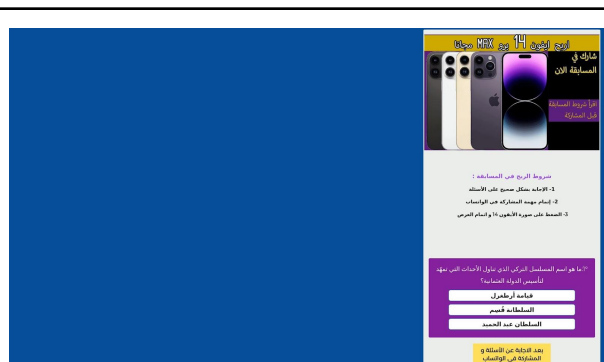 اربح ايفون 14 برو MAX مجانا
شارك في
المسابقة الان
اقرأ شروط المسابقة
قبل المشاركة
شروط الربح في المسابقة :
1- الإجابة بشكل صحيح على الأسئلة
2- إتمام مهمة المشاركة في الواتساب
3- الضغط على صورة الأيفون 14 و اتمام العرض
ما هو اسم المسلسل التركي الذي تناول الأحداث التي تمهّد
لتأسيس الدولة العثمانية؟
قيامة أرطغرل
السلطانة قُسِم
السلطان عبد الحميد
بعد الاجابة عن الأسئلة و
المشاركة في الواتساب